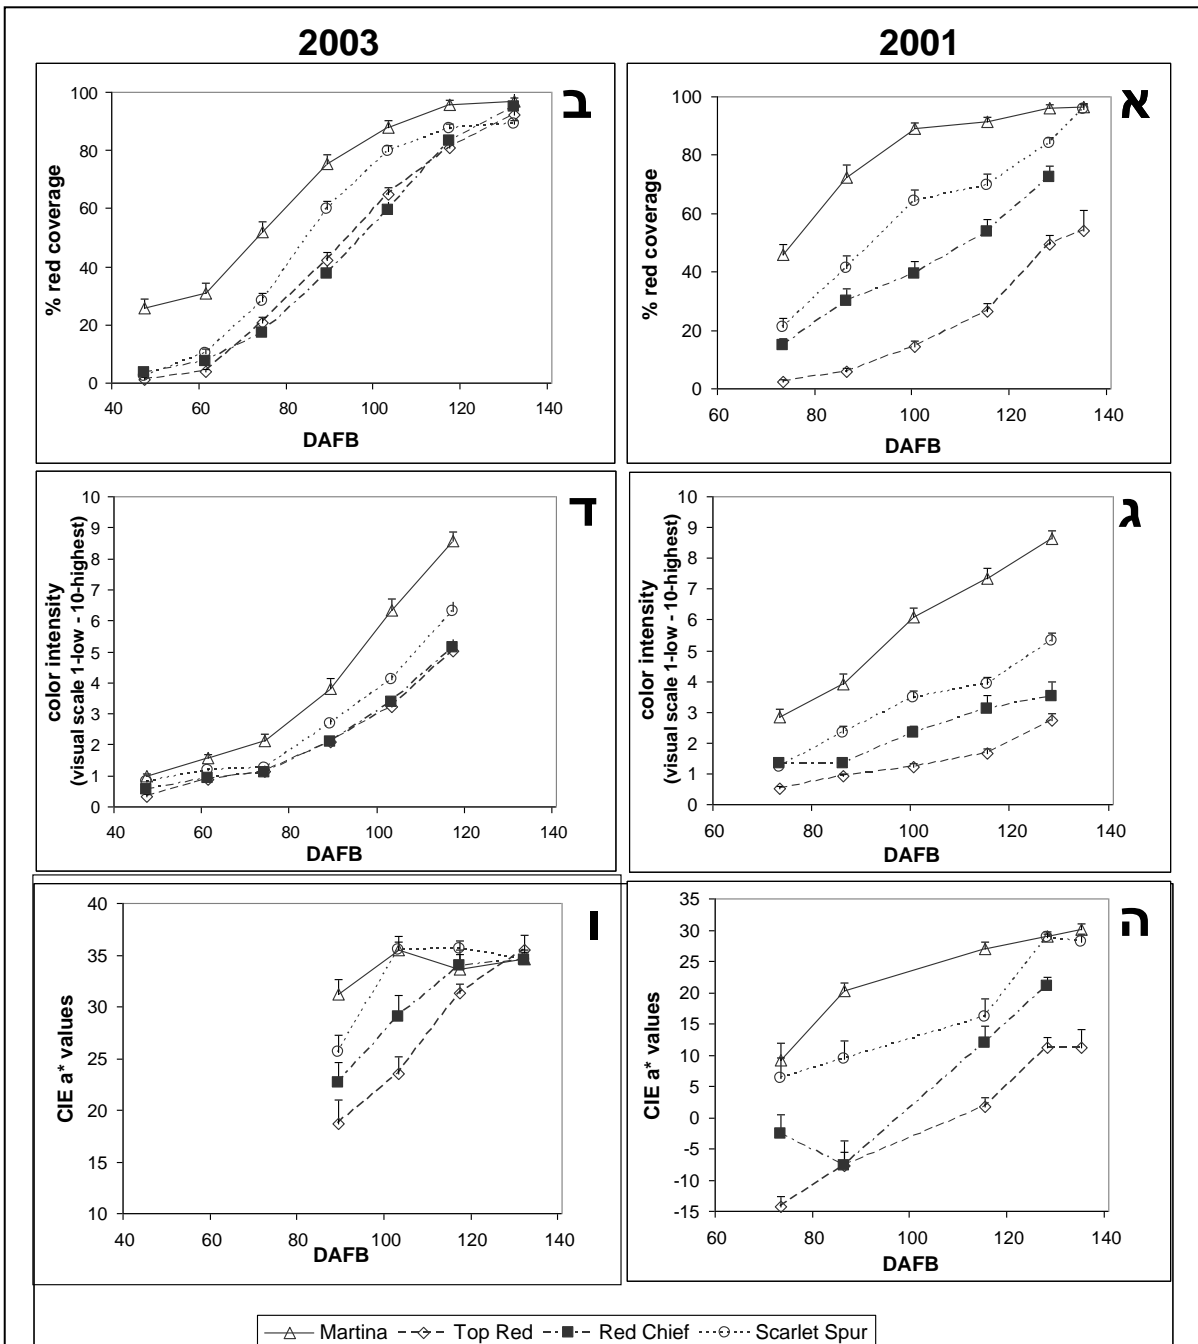 2003
2001
ב
100
80
60
40
20
0
% red coverage
40 60 80 100 120 140
DAFB
א
100
80
60
40
20
0
% red coverage
60 80 100 120 140
DAFB
ד
10
9
8
7
6
5
4
3
2
1
0
color intensity
(visual scale 1-low - 10-highest)
40 60 80 100 120 140
DAFB
ג
10
9
8
7
6
5
4
3
2
1
0
color intensity
(visual scale 1-low - 10-highest)
60 80 100 120 140
DAFB
ו
40
35
30
25
20
15
10
CIE a* values
40 60 80 100 120 140
DAFB
ה
35
30
25
20
15
10
5
0
-5
-10
-15
CIE a* values
60 80 100 120 140
DAFB
Martina Top Red Red Chief Scarlet Spur